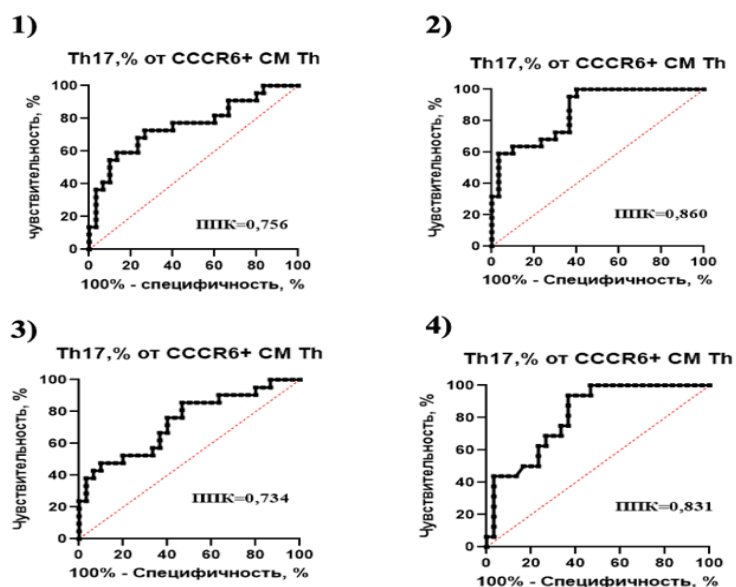 1)
Th17,% от CCCR6+ CM Th
Чувствительность, %
100
80
60
40
20
0
ППК=0,756
0 20 40 60 80 100
100% - специфичность, %
2)
Th17,% от CCCR6+ CM Th
Чувствительность, %
100
80
60
40
20
0
ППК=0,860
0 20 40 60 80 100
100% - Специфичность, %
3)
Th17,% от CCCR6+ CM Th
Чувствительность, %
100
80
60
40
20
0
ППК=0,734
0 20 40 60 80 100
100% - Специфичность, %
4)
Th17,% от CCCR6+ CM Th
Чувствительность, %
100
80
60
40
20
0
ППК=0,831
0 20 40 60 80 100
100% - Специфичность, %